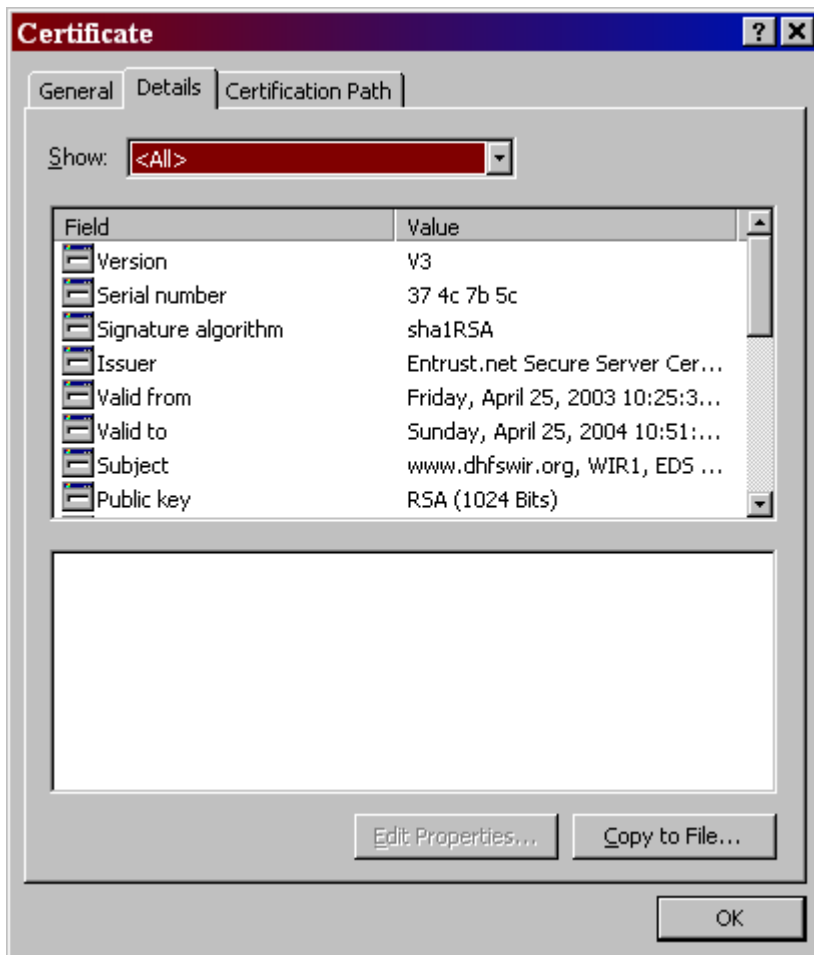 Certificate
General Details Certification Path
Show: <All>
Field Value
Version V3
Serial number 37 4c 7b 5c
Signature algorithm sha1RSA
Issuer Entrust.net Secure Server Cer...
Valid from Friday, April 25, 2003 10:25:3...
Valid to Sunday, April 25, 2004 10:51:...
Subject www.dhfswir.org, WIR1, EDS ...
Public key RSA (1024 Bits)
Edit Properties... Copy to File...
OK